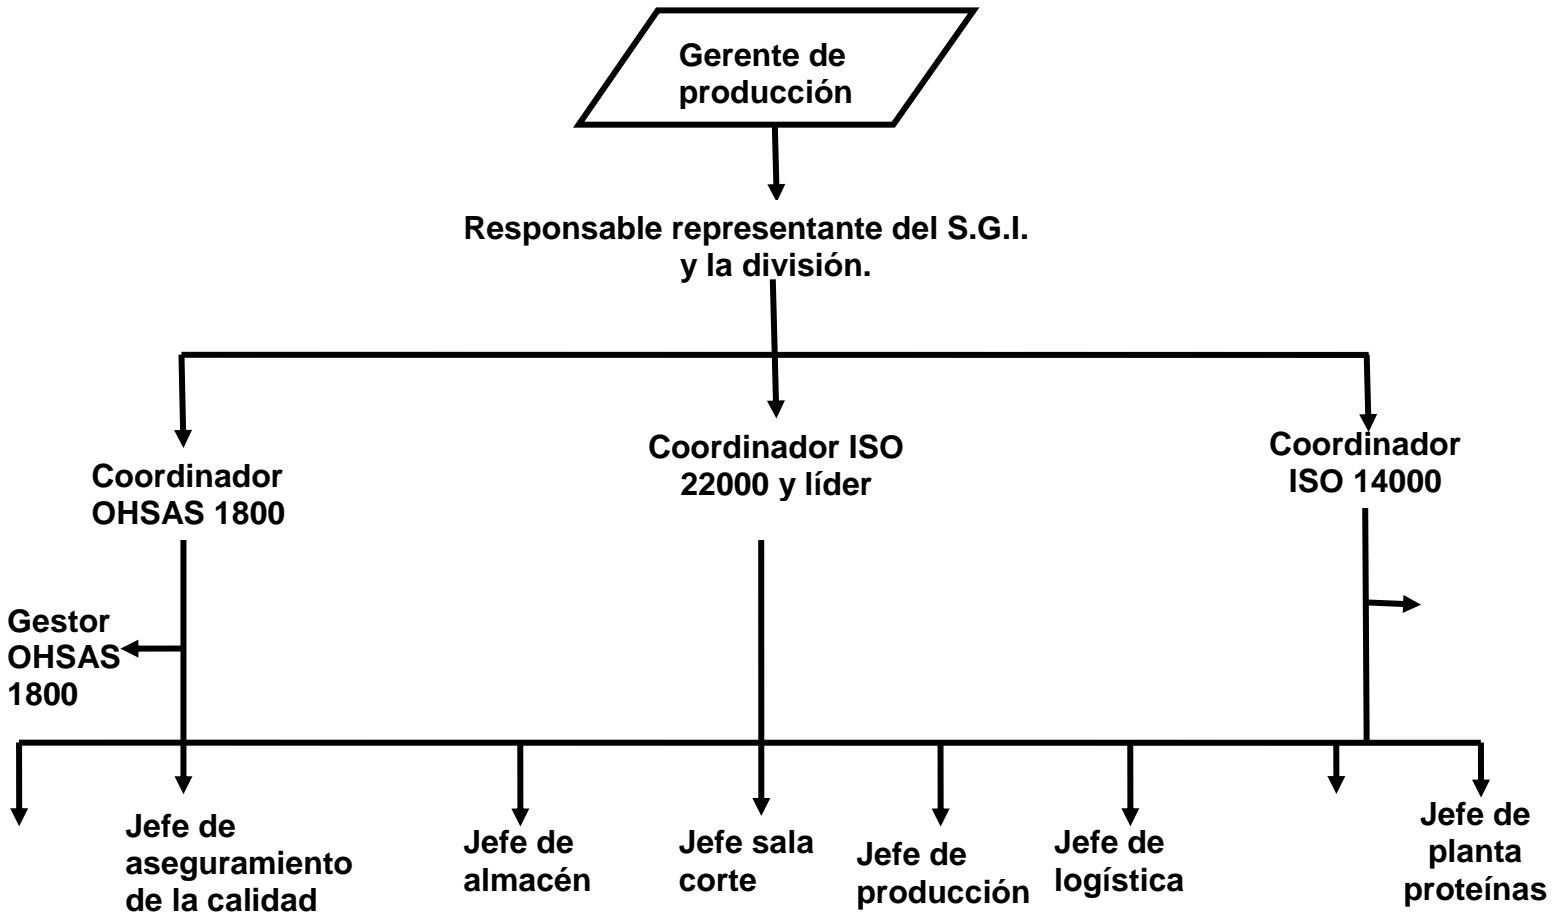 Gerente de
producción
Responsable representante del S.G.I.
y la división.
Coordinador
OHSAS 1800
Coordinador ISO
22000 y líder
Coordinador
ISO 14000
Gestor
OHSAS
1800
Jefe de
aseguramiento
de la calidad
Jefe de
almacén
Jefe sala
corte
Jefe de
producción
Jefe de
logística
Jefe de
planta
proteínas